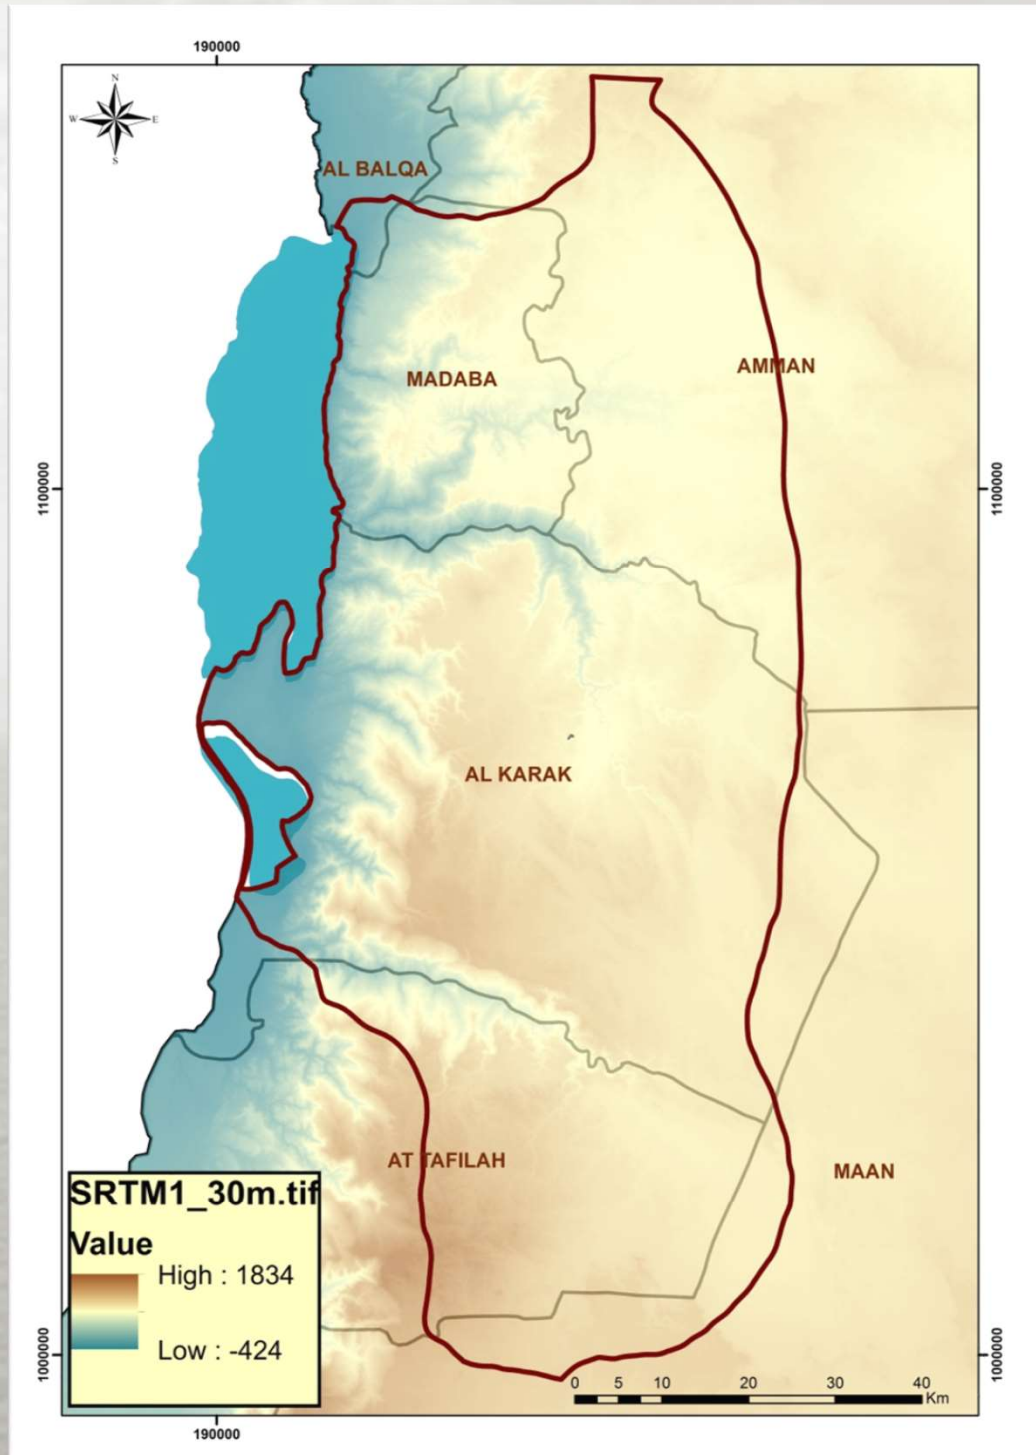 190000
N
W E
S
AL BALQA
AMMAN
MADABA
1100000
1100000
AL KARAK
AT TAFILAH
MAAN
SRTM1_30m.tif
Value
High : 1834
Low : -424
1000000
1000000
0 5 10 20 30 40
Km
190000